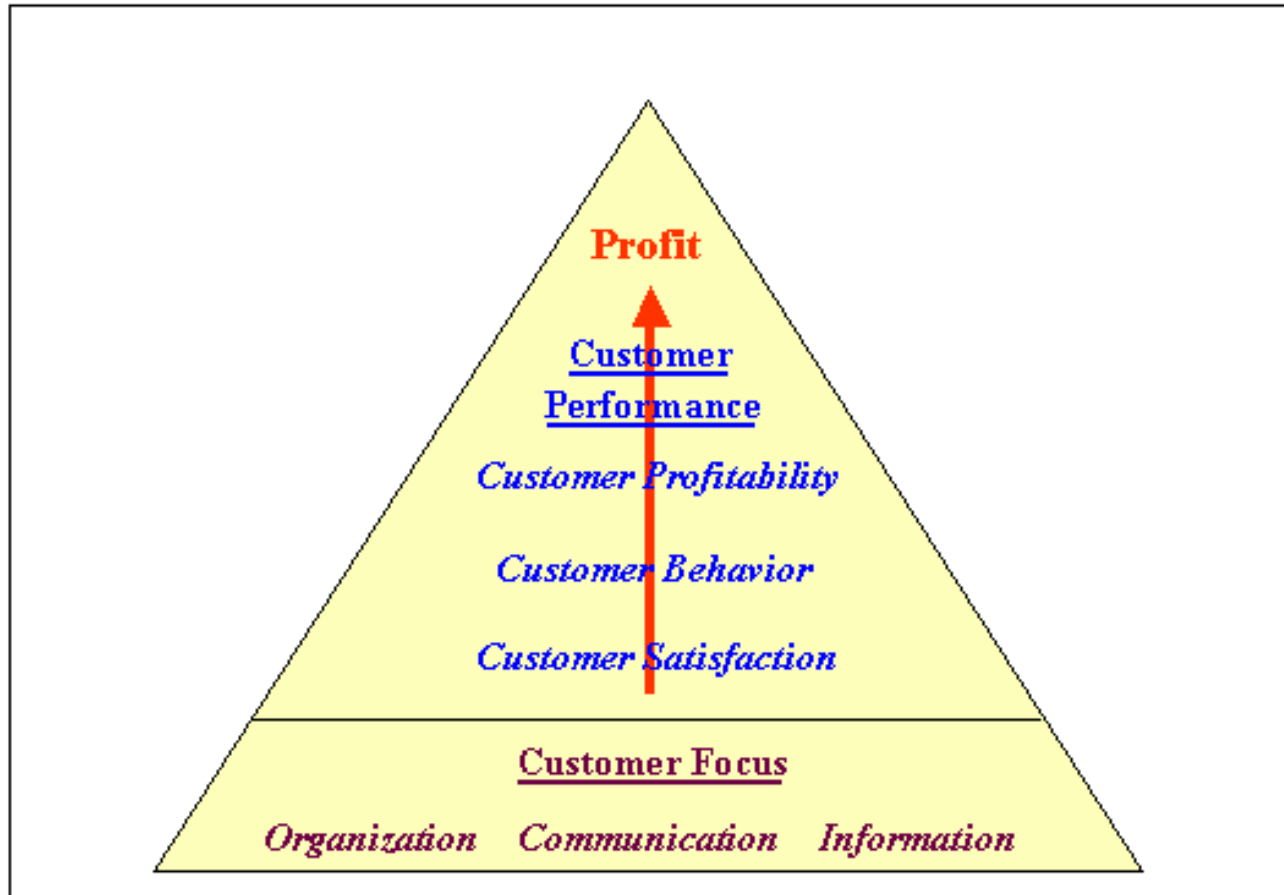 Profit
Customer
Performance
Customer Profitability
Customer Behavior
Customer Satisfaction
Customer Focus
Organization Communication Information